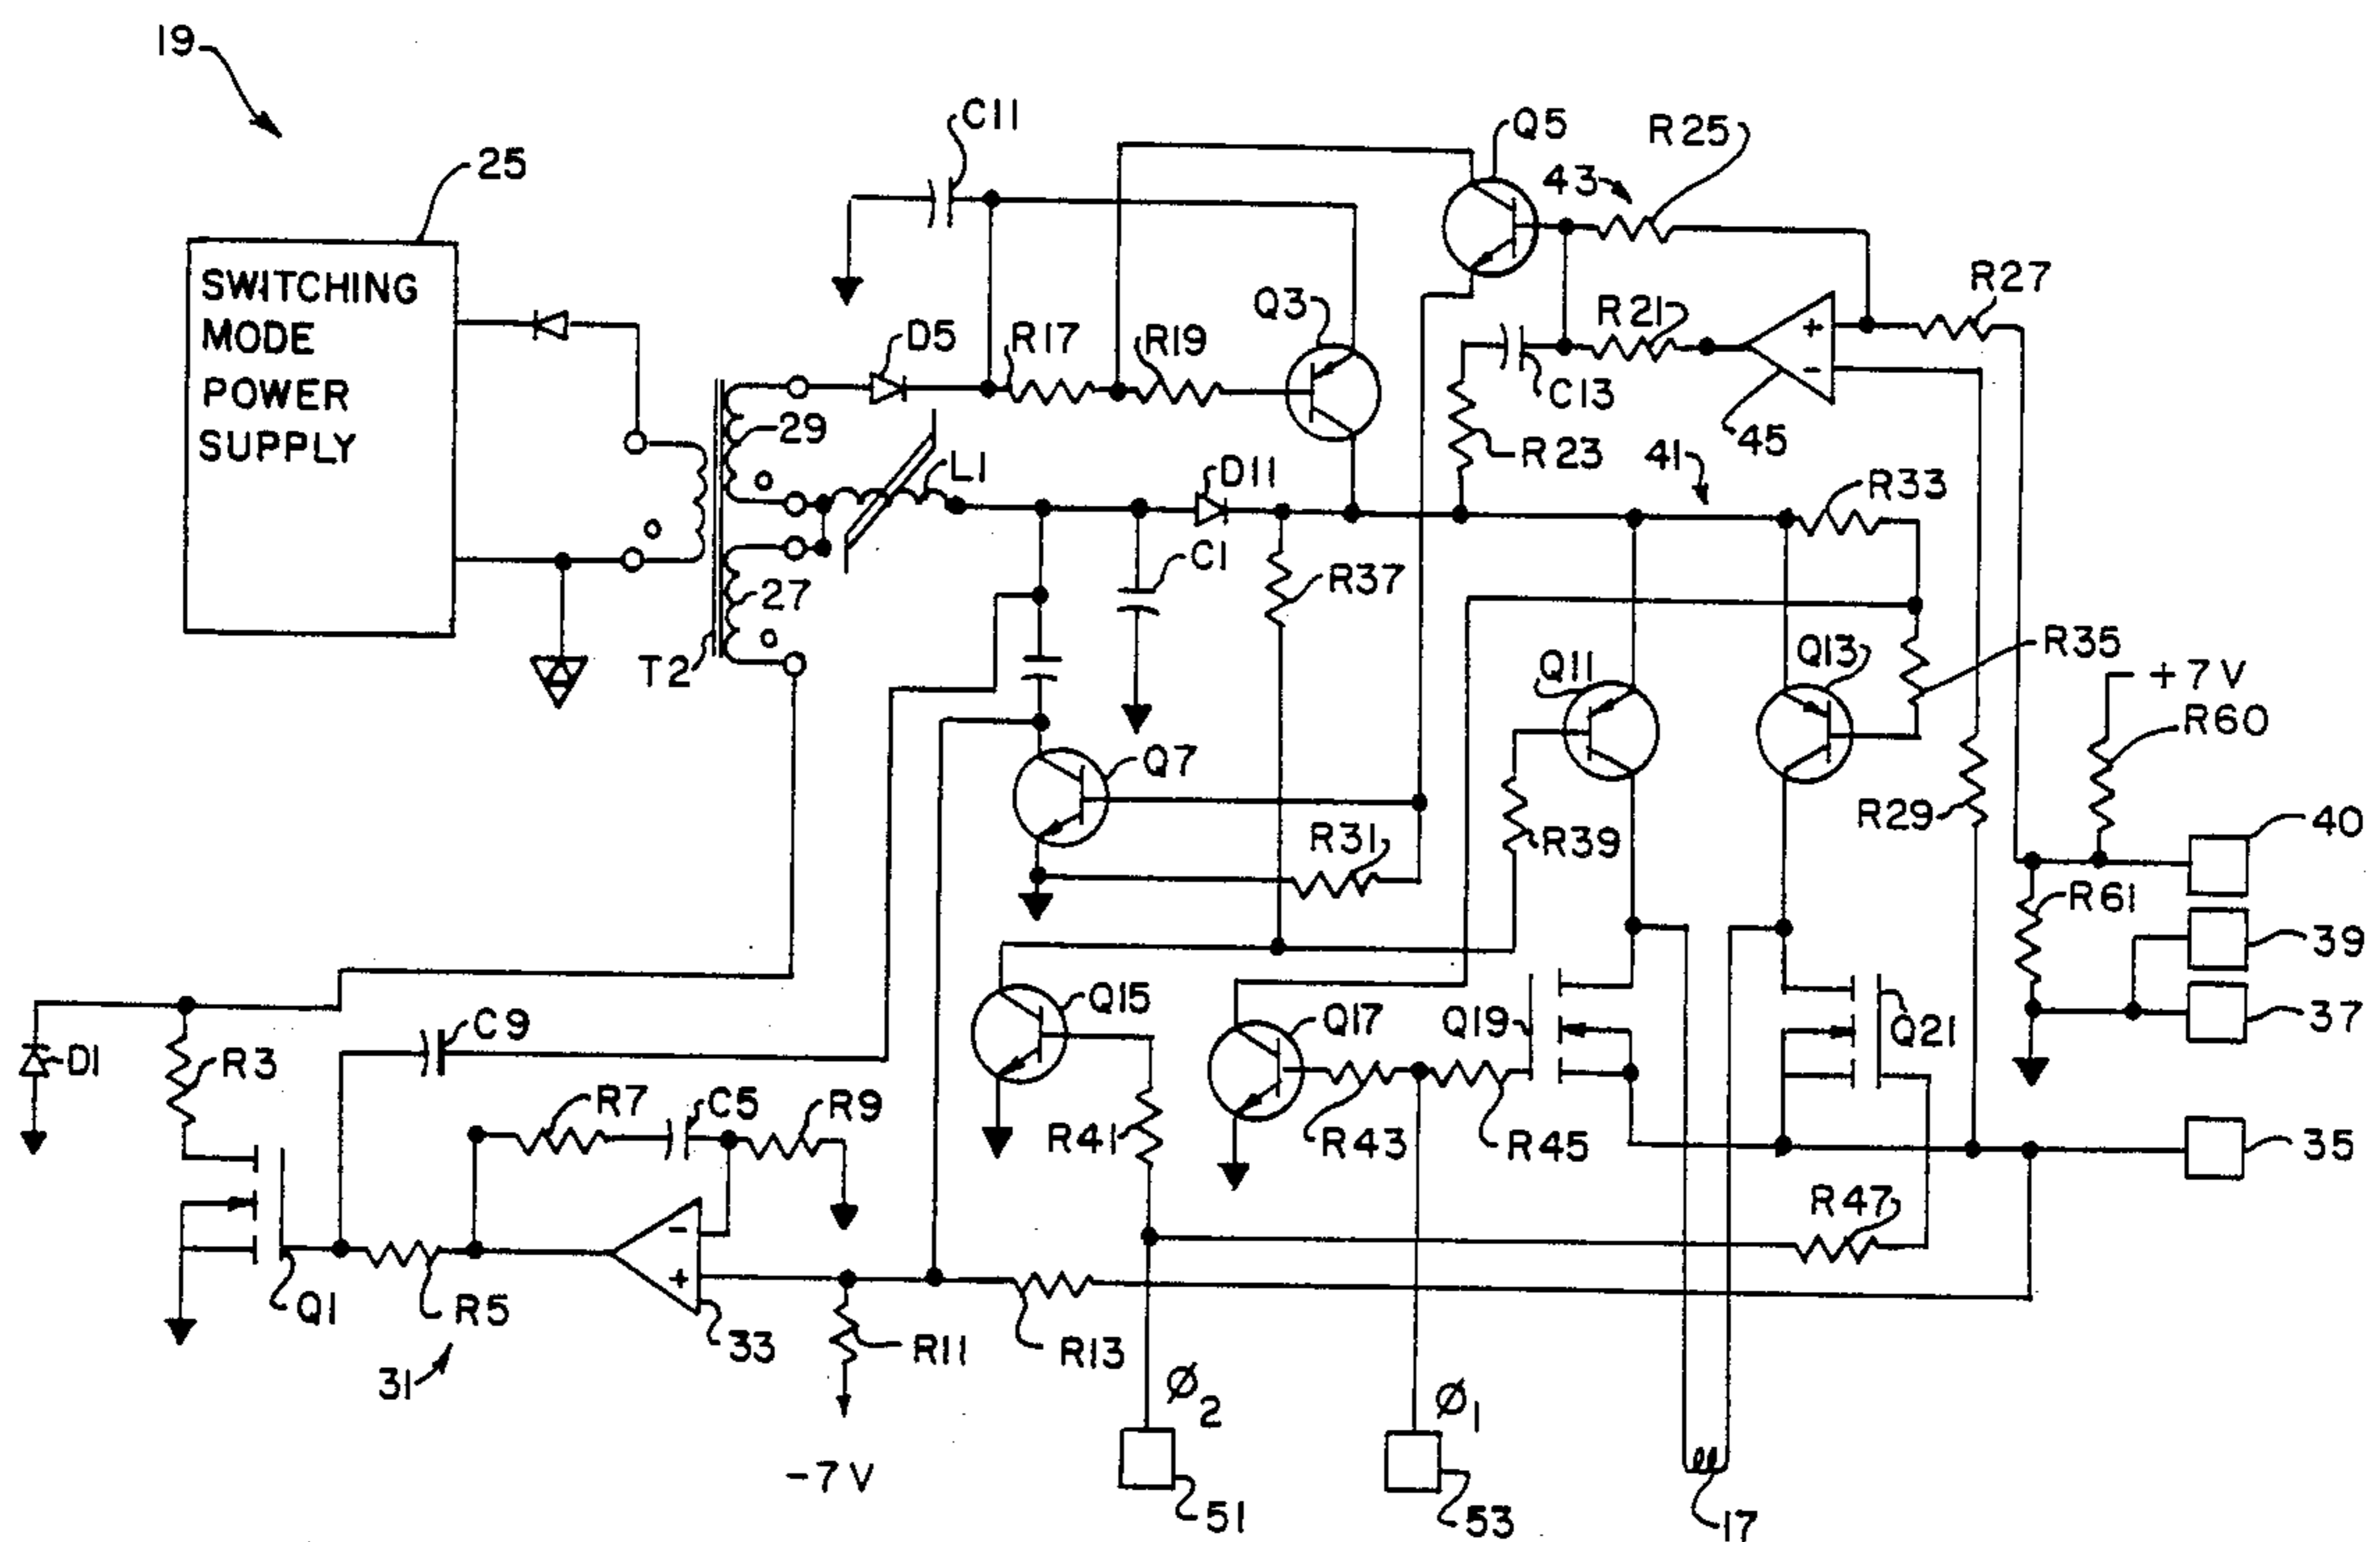 19
C11
Q5
R25
25
43
SWITCHING
MODE
POWER
SUPPLY
R27
Q3
R21
D5
R17
R19
+
-
C13
45
29
L1
R23
41
D11
R33
C1
R37
27
T2
R35
Q11
Q13
+7V
R60
Q7
R29
40
R31
R39
R61
39
Q15
Q17
Q19
Q21
37
C9
D1
R3
R7
C5
R9
R41
R43
R45
35
R47
-
+
Q1
R5
33
R11
R13
31
Ø2
Ø1
-7V
51
53
17